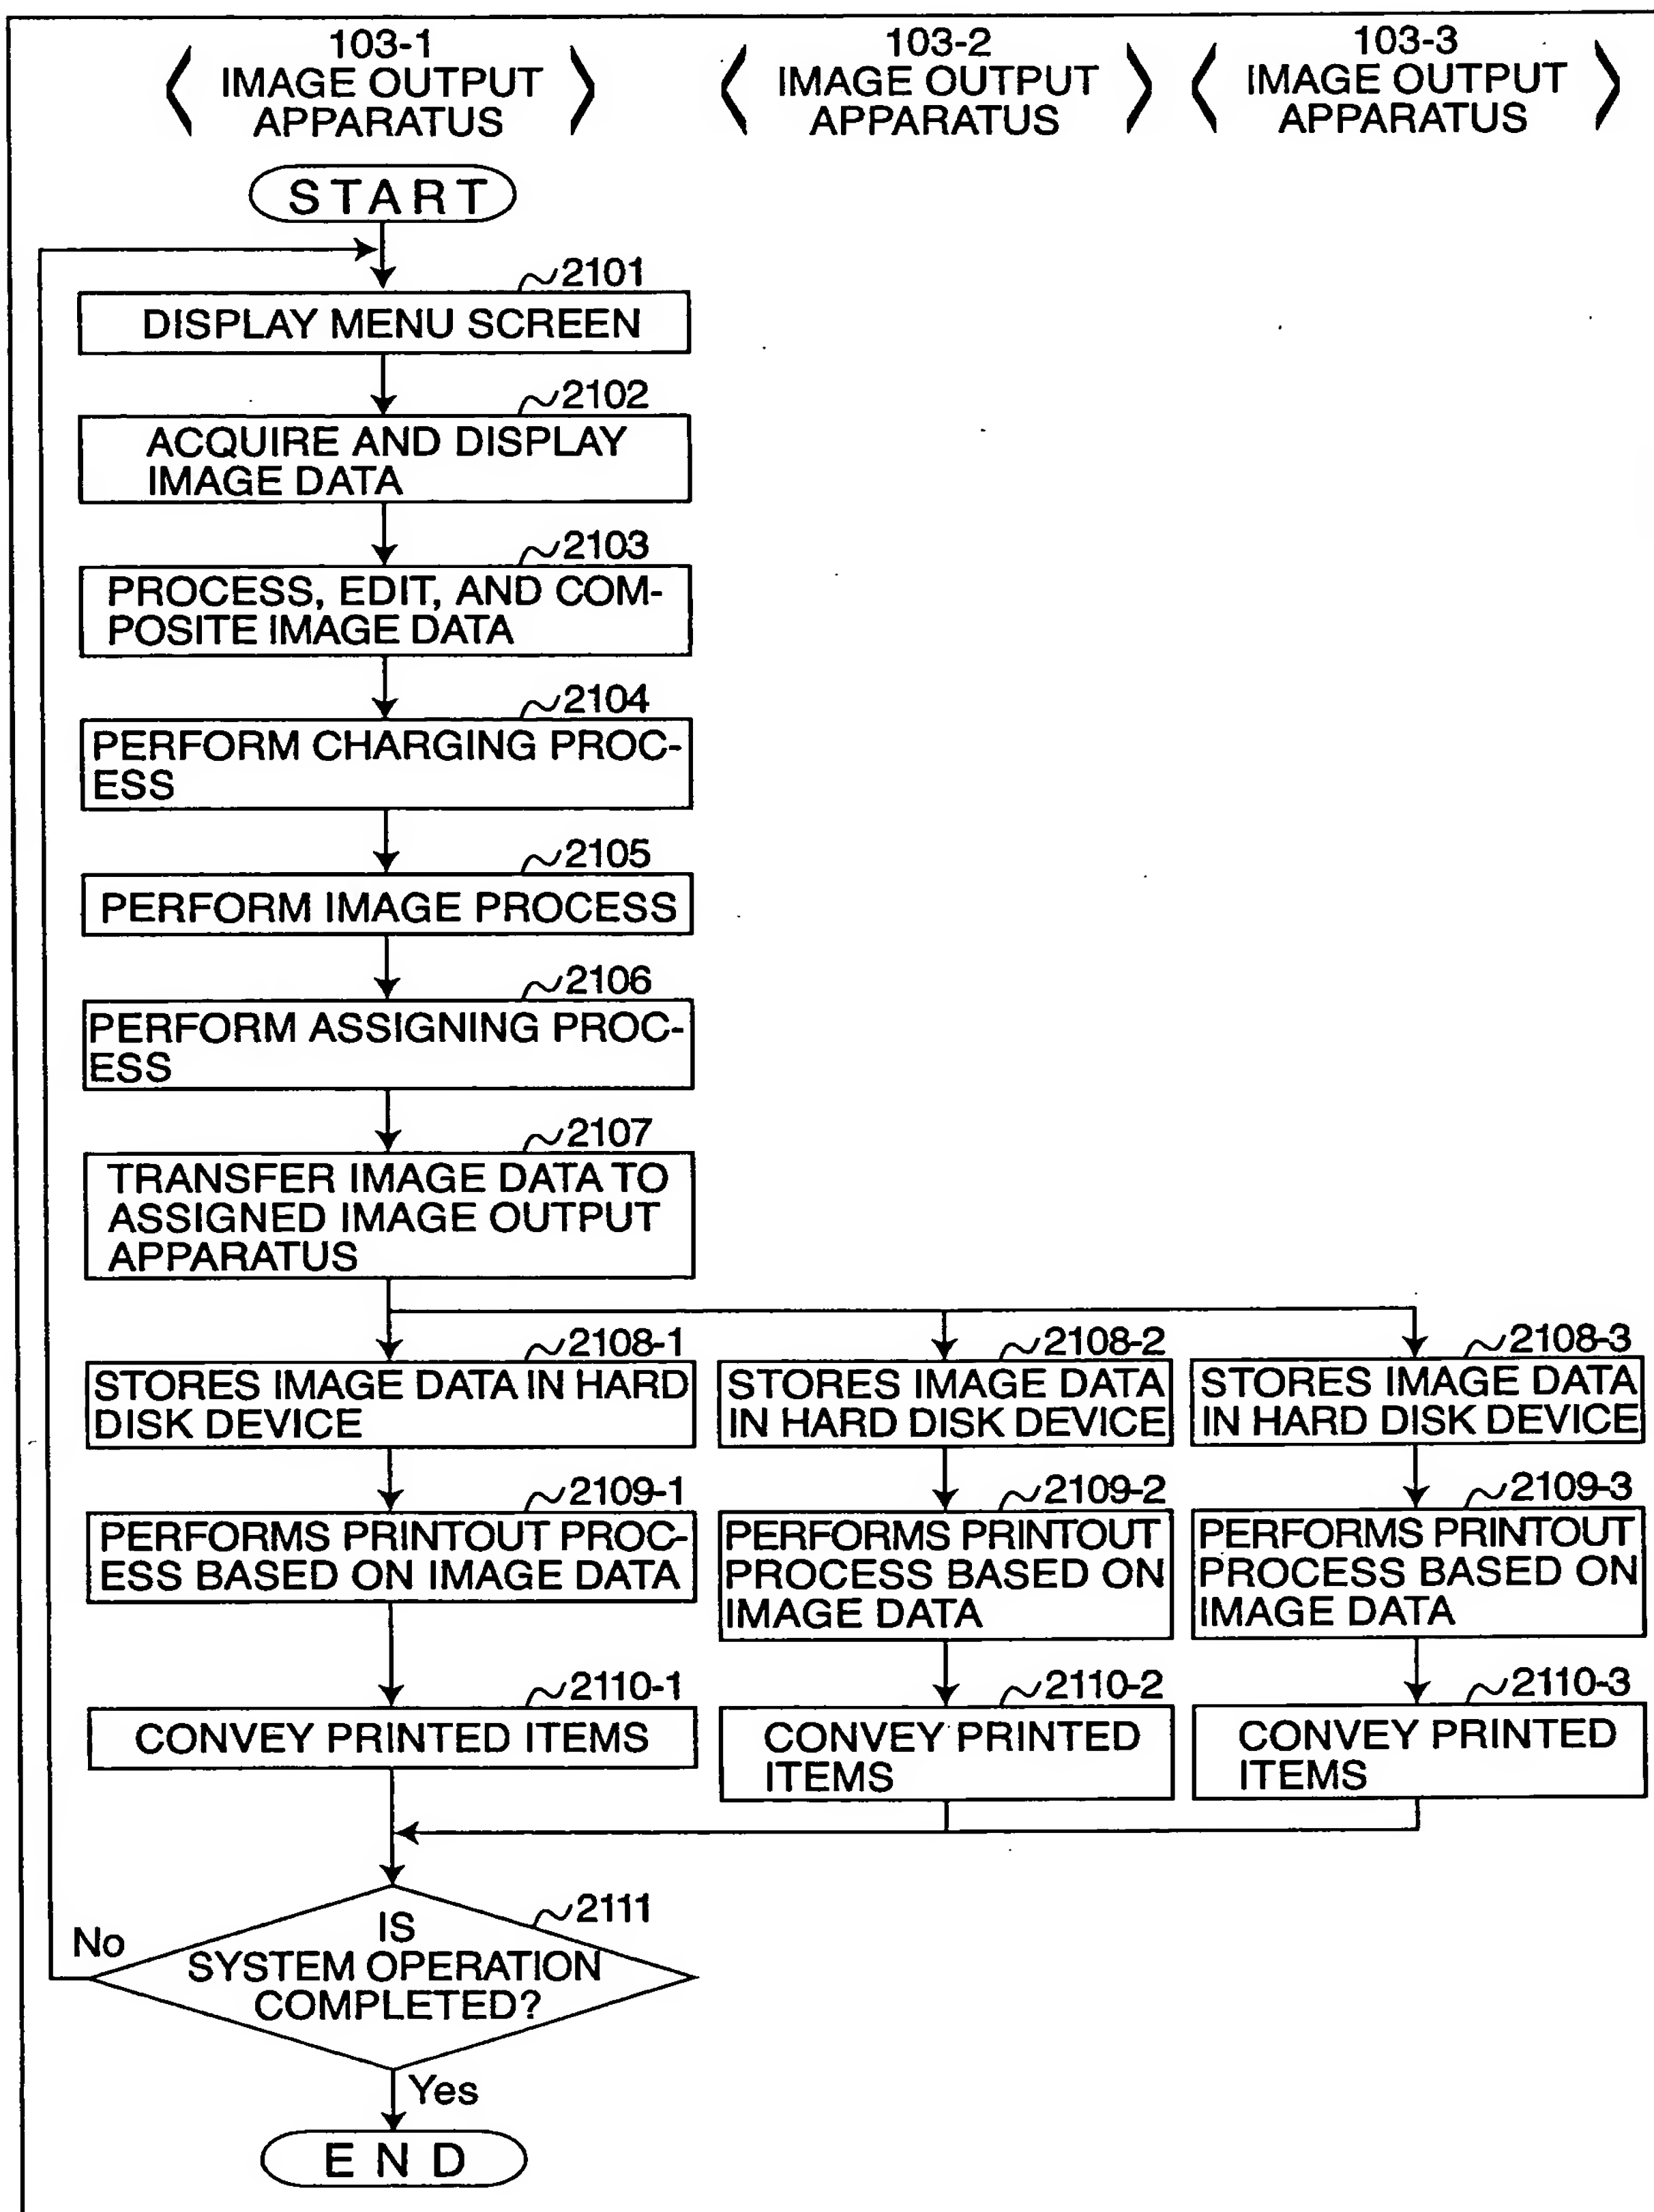 103-1
IMAGE OUTPUT
APPARATUS
103-2
IMAGE OUTPUT
APPARATUS
103-3
IMAGE OUTPUT
APPARATUS
START
2101
DISPLAY MENU SCREEN
2102
ACQUIRE AND DISPLAY
IMAGE DATA
2103
PROCESS, EDIT, AND COM-
POSITE IMAGE DATA
2104
PERFORM CHARGING PROC-
ESS
2105
PERFORM IMAGE PROCESS
2106
PERFORM ASSIGNING PROC-
ESS
2107
TRANSFER IMAGE DATA TO
ASSIGNED IMAGE OUTPUT
APPARATUS
2108-1
STORES IMAGE DATA IN HARD
DISK DEVICE
2108-2
STORES IMAGE DATA
IN HARD DISK DEVICE
2108-3
STORES IMAGE DATA
IN HARD DISK DEVICE
2109-1
PERFORMS PRINTOUT PROC-
ESS BASED ON IMAGE DATA
2109-2
PERFORMS PRINTOUT
PROCESS BASED ON
IMAGE DATA
2109-3
PERFORMS PRINTOUT
PROCESS BASED ON
IMAGE DATA
2110-1
CONVEY PRINTED ITEMS
2110-2
CONVEY PRINTED
ITEMS
2110-3
CONVEY PRINTED
ITEMS
2111
IS
SYSTEM OPERATION
COMPLETED?
No
Yes
END